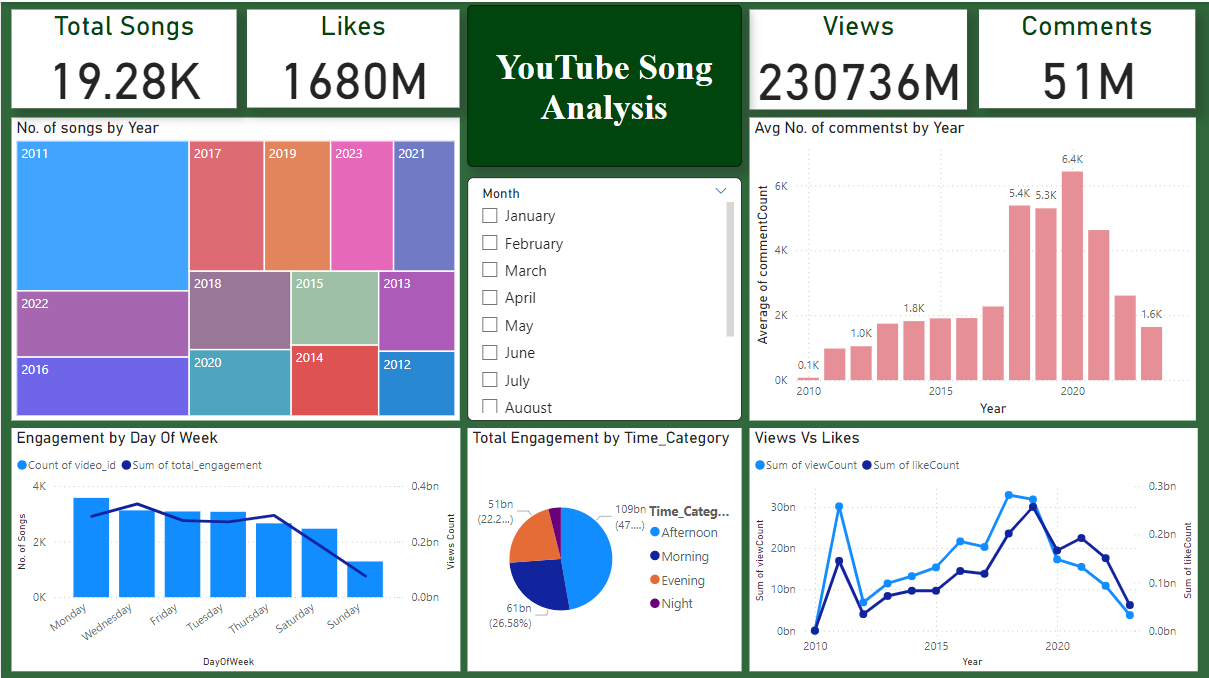 Total Songs
19.28K
Likes
1680M
YouTube Song
Analysis
Views
230736M
Comments
51M
No. of songs by Year
2011
2022
2016
2017
2019
2023
2021
2018
2015
2013
2020
2014
2012
Month
January
February
March
April
May
June
July
August
Avg No. of commentst by Year
Average of commentCount
6K
4K
2K
0K
0.1K
1.0K
1.8K
5.4K
5.3K
6.4K
1.6K
2010
2015
2020
Year
Engagement by Day Of Week
Count of video_id
Sum of total_engagement
No. of Songs
4K
2K
0K
0.4bn
0.2bn
0.0bn
Views Count
Monday
Wednesday
Friday
Tuesday
Thursday
Saturday
Sunday
DayOfWeek
Total Engagement by Time_Category
51bn
(22.2...)
109bn
(47....)
61bn
(26.58%)
Time_Categ...
Afternoon
Morning
Evening
Night
Views Vs Likes
Sum of viewCount
Sum of likeCount
Sum of viewCount
30bn
20bn
10bn
0bn
0.3bn
0.2bn
0.1bn
0.0bn
Sum of likeCount
2010
2015
2020
Year